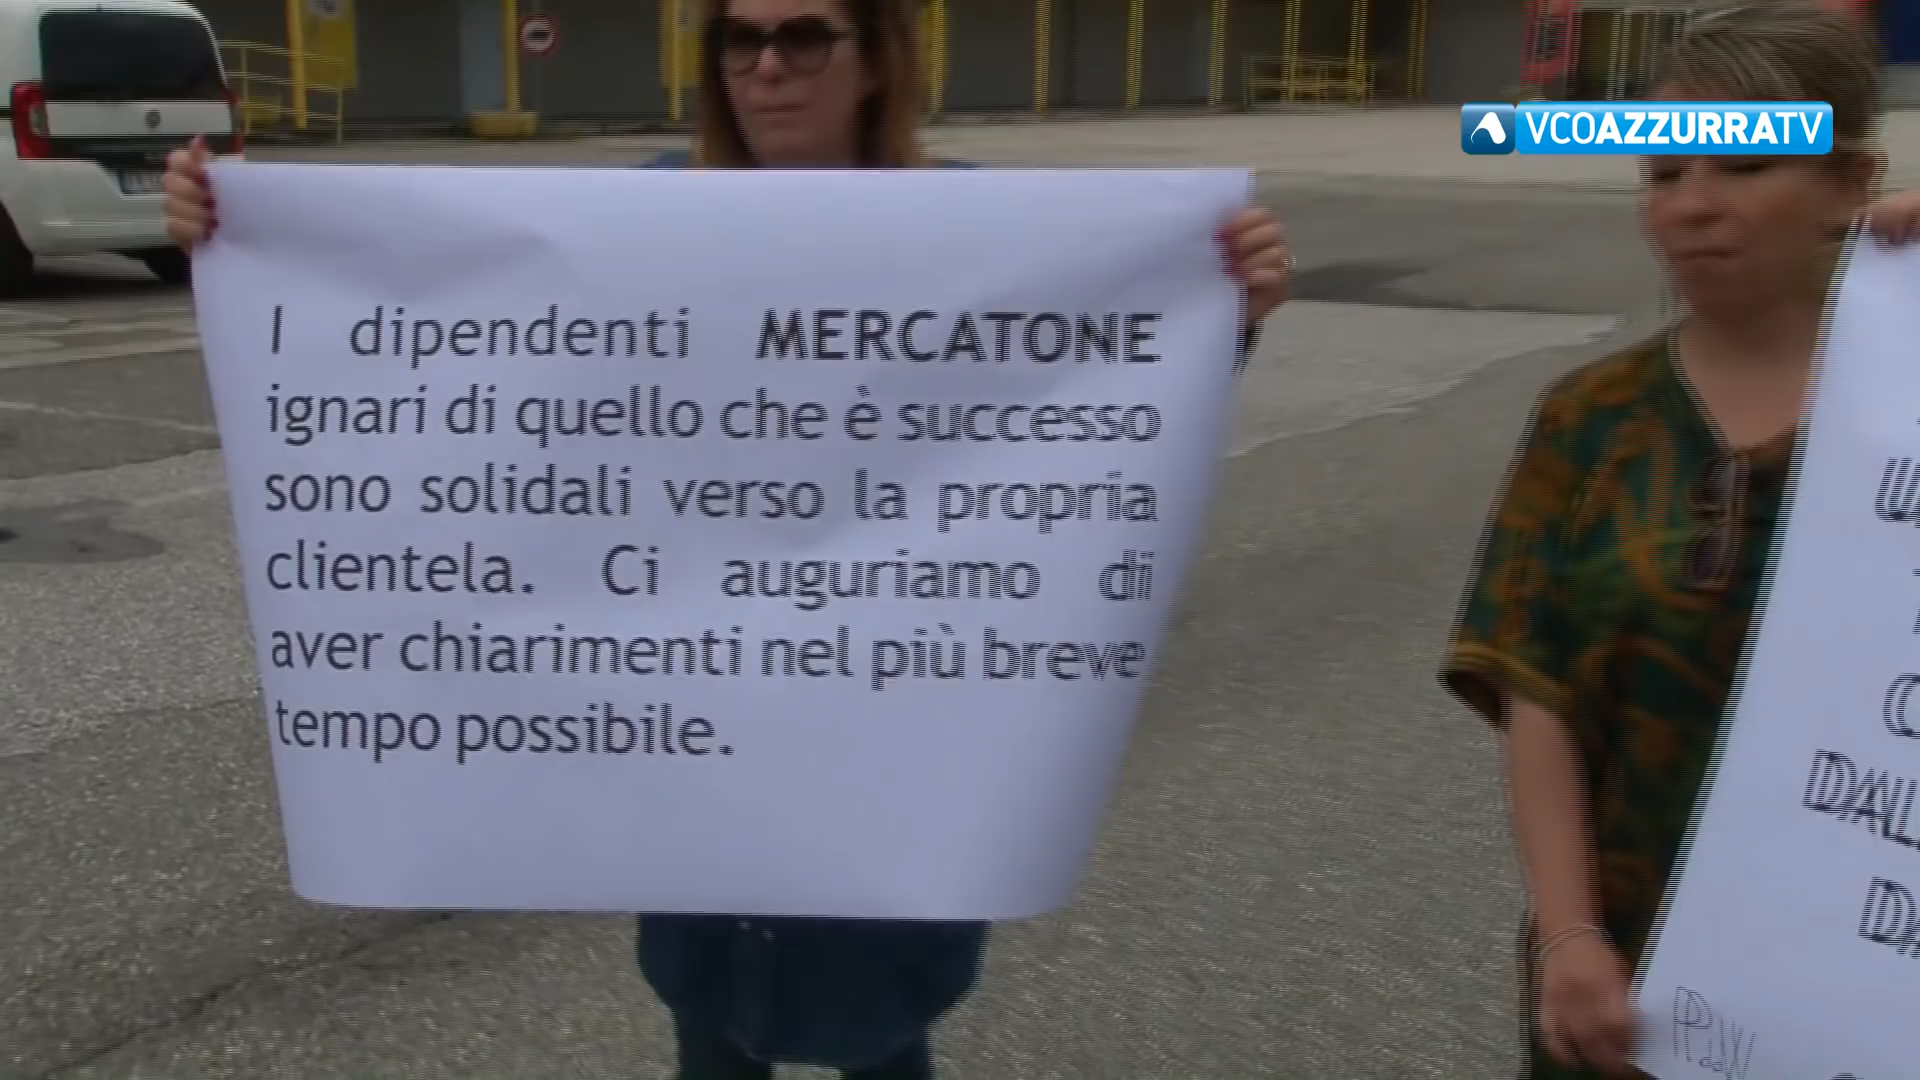 VCOAZZURRATV
I dipendenti MERCATONE
ignari di quello che è successo
sono solidali verso la propria
clientela. Ci auguriamo di
aver chiarimenti nel più breve
tempo possibile.